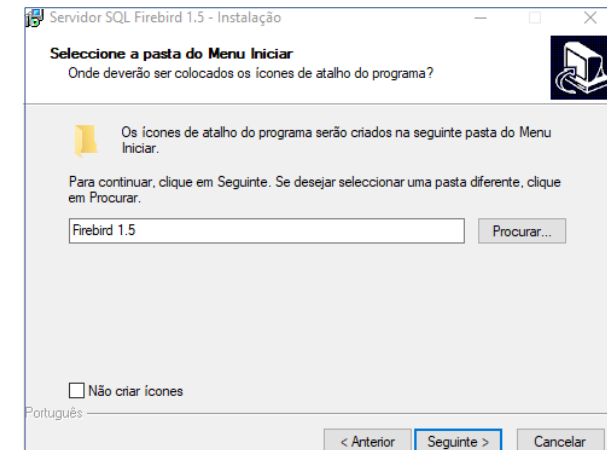 Servidor SQL Firebird 1.5 - Instalação
Seleccione a pasta do Menu Iniciar
Onde deverão ser colocados os ícones de atalho do programa?
Os ícones de atalho do programa serão criados na seguinte pasta do Menu
Iniciar.
Para continuar, clique em Seguinte. Se desejar seleccionar uma pasta diferente, clique
em Procurar.
Firebird 1.5
Procurar...
Não criar ícones
Português
< Anterior
Seguinte >
Cancelar